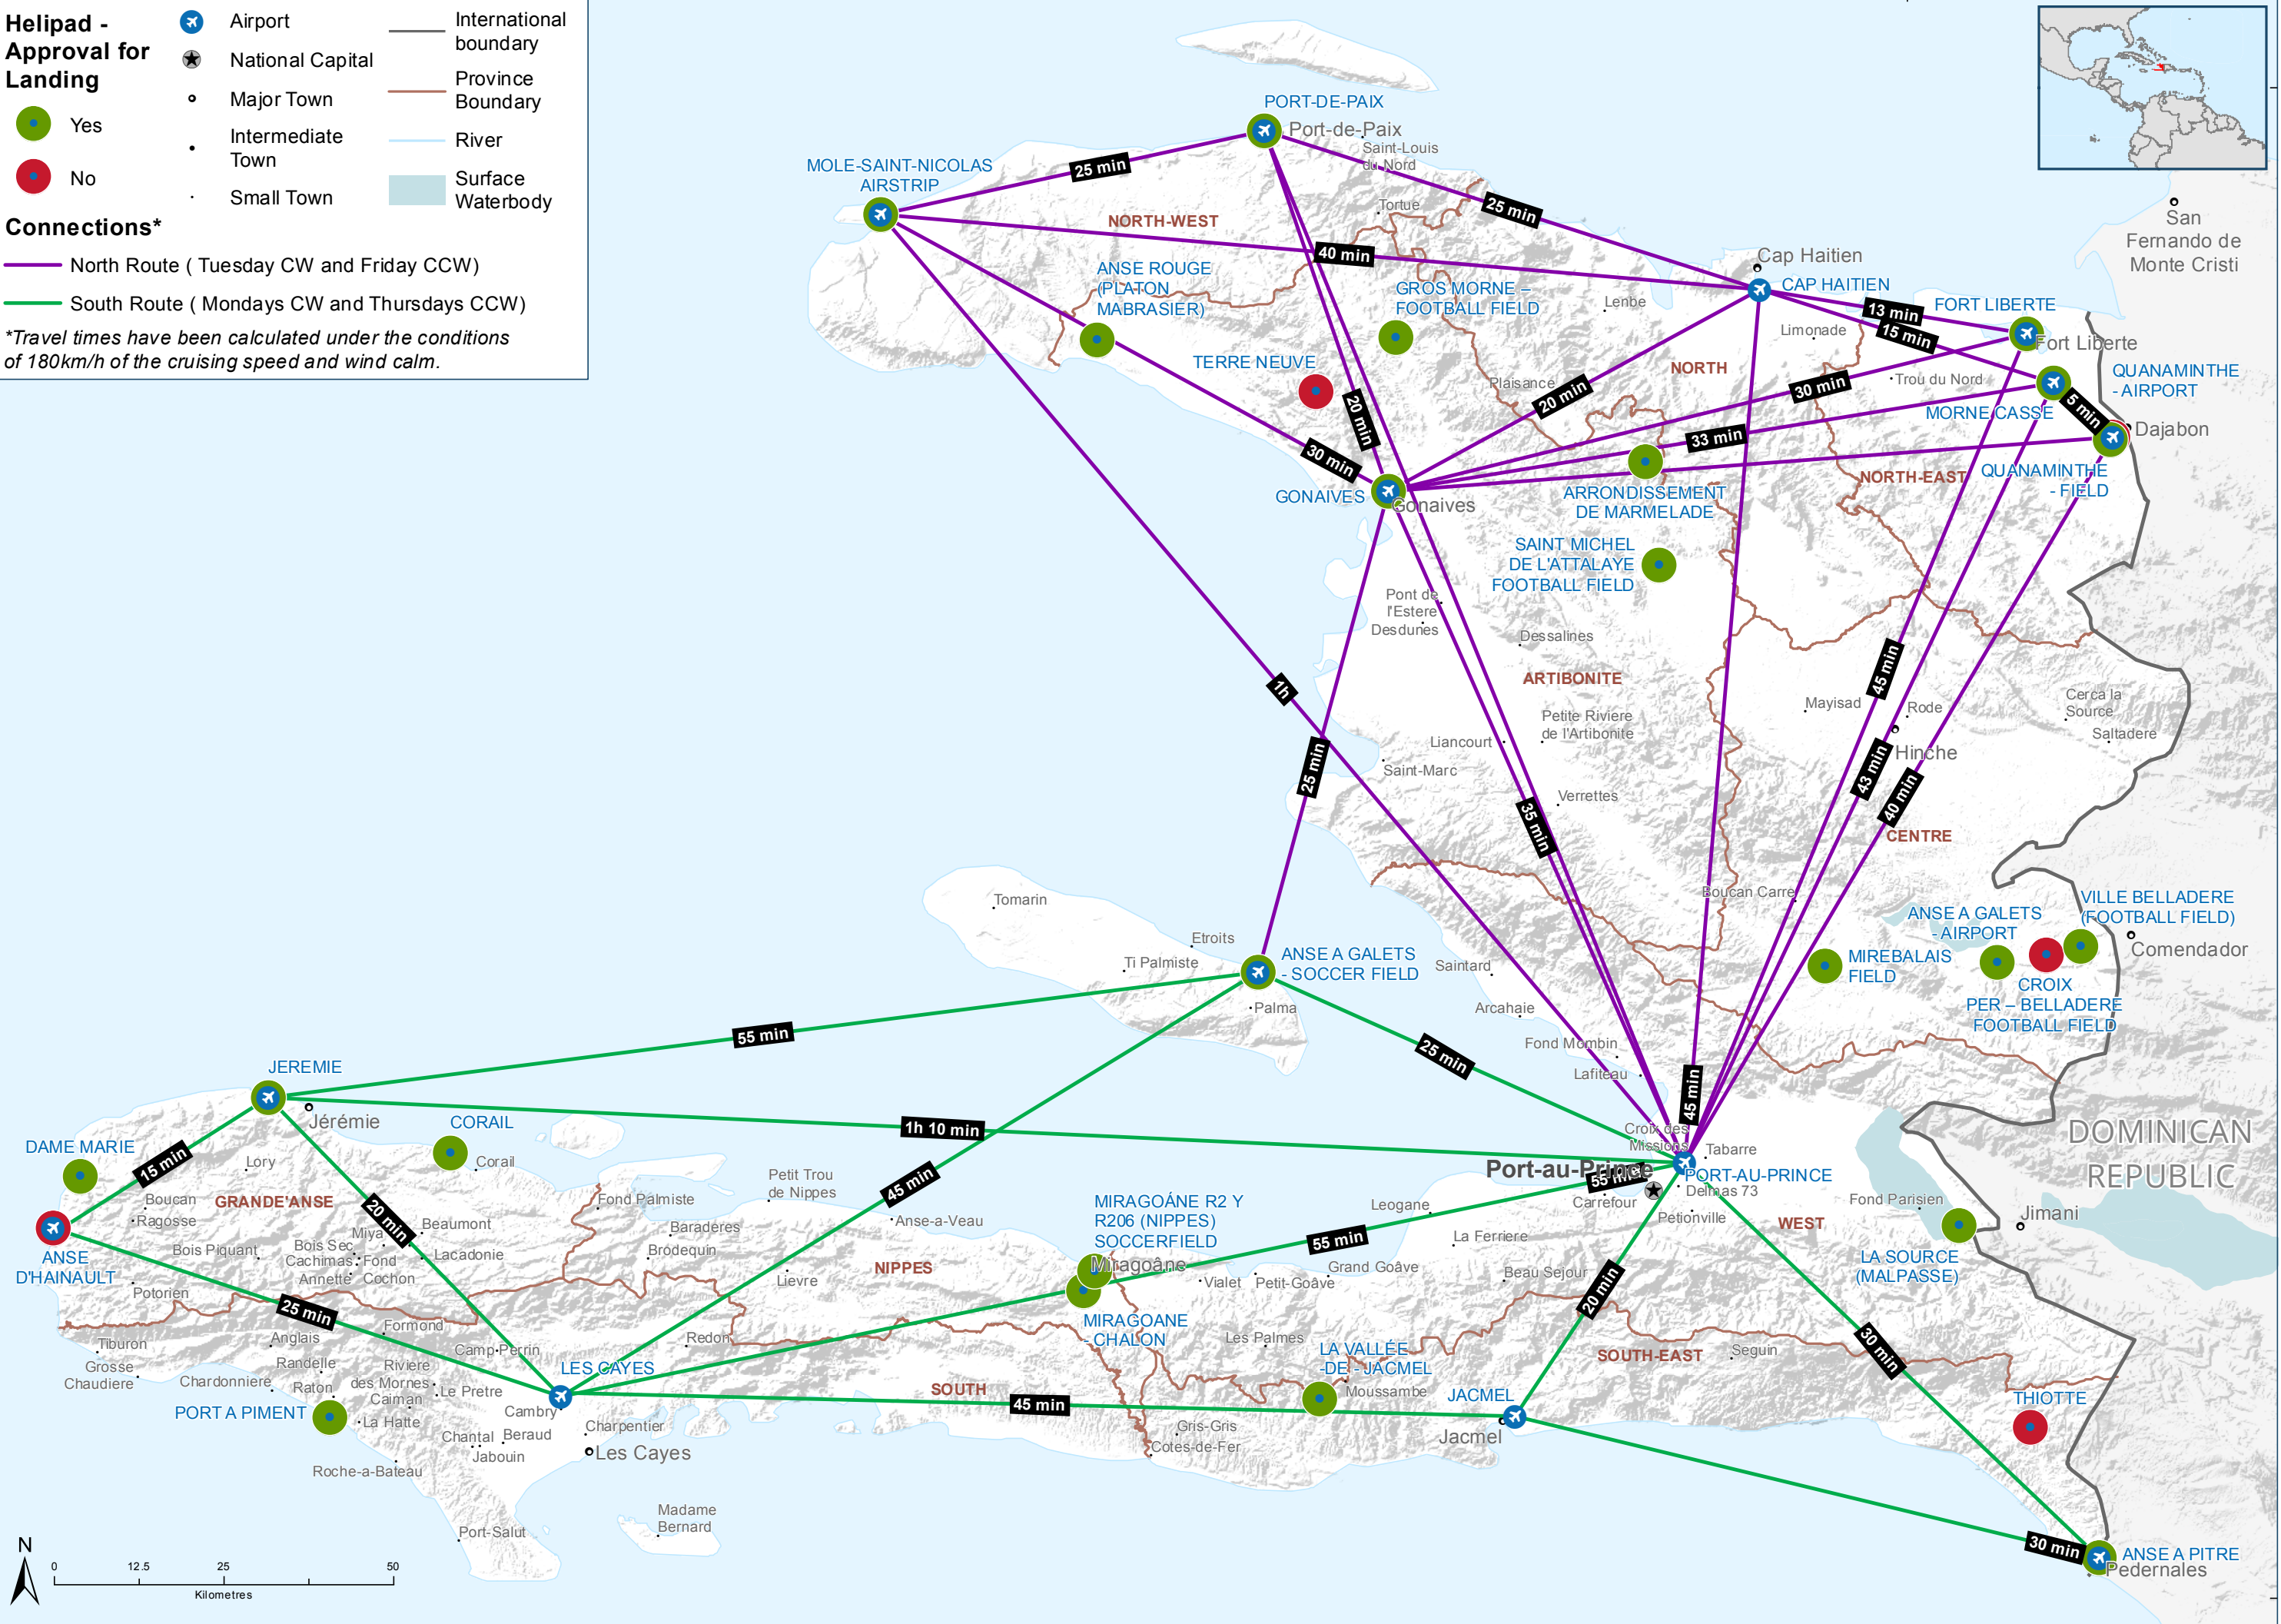 Helipad -
Approval for
Landing
Yes
No
Airport
National Capital
Major Town
Intermediate
Town
Small Town
International
boundary
Province
Boundary
River
Surface
Waterbody
Connections*
North Route ( Tuesday CW and Friday CCW)
South Route ( Mondays CW and Thursdays CCW)
*Travel times have been calculated under the conditions
of 180km/h of the cruising speed and wind calm.
PORT-DE-PAIX
Port-de-Paix
Saint-Louis
du Nord
MOLE-SAINT-NICOLAS
AIRSTRIP
25 min
25 min
NORTH-WEST
Tortue
40 min
San
Fernando de
Monte Cristi
Cap Haitien
CAP HAITIEN
ANSE ROUGE
(PLATON
MABRASIER)
GROS MORNE –
FOOTBALL FIELD
Lenbe
13 min
15 min
FORT LIBERTE
Fort Liberte
Limonade
TERRE NEUVE
NORTH
Plaisance
20 min
20 min
30 min
Trou du Nord
QUANAMINTHE
- AIRPORT
MORNE CASSE
5 min
Dajabon
33 min
30 min
GONAIVES
Gonaives
ARRONDISSEMENT
DE MARMELADE
NORTH-EAST
QUANAMINTHE
- FIELD
SAINT MICHEL
DE L'ATTALAYE
FOOTBALL FIELD
Pont de
l'Estere
Desdunes
Dessalines
ARTIBONITE
1h
45 min
Mayisad
Rode
Cerca la
Source
Saltadere
Hinche
Petite Riviere
de l'Artibonite
Liancourt
25 min
Saint-Marc
43 min
40 min
Verrettes
35 min
CENTRE
Boucan Carre
Tomarin
Etroits
Ti Palmiste
ANSE A GALETS
- SOCCER FIELD
Saintard
MIREBALAIS
FIELD
ANSE A GALETS
- AIRPORT
VILLE BELLADERE
(FOOTBALL FIELD)
Comendador
CROIX
PER – BELLADERE
FOOTBALL FIELD
Palma
Arcahaie
55 min
25 min
Fond Mombin
Lafiteau
45 min
JEREMIE
Jérémie
CORAIL
Corail
1h 10 min
Croix des
Missions
Tabarre
DOMINICAN
REPUBLIC
DAME MARIE
15 min
Lory
Port-au-Prince
PORT-AU-PRINCE
55 min
Delmas 73
Carrefour
Petionville
Petit Trou
de Nippes
45 min
Fond Palmiste
Boucan
Ragosse
GRANDE'ANSE
20 min
Beaumont
Miya
Bois Sec
Cachimas
Fond
Annette
Cochon
Lacadonie
Bois Piquant
Baraderes
Brodequin
Anse-a-Veau
MIRAGOÁNE R2 Y
R206 (NIPPES)
SOCCERFIELD
Miragoâne
Leogane
55 min
La Ferriere
WEST
Fond Parisien
Jimani
LA SOURCE
(MALPASSE)
ANSE
D'HAINAULT
Potorien
25 min
NIPPES
Lievre
Vialet
Petit-Goâve
Grand Goâve
Beau Sejour
20 min
MIRAGOANE
- CHALON
30 min
Tiburon
Grosse
Chaudiere
Anglais
Formond
Camp-Perrin
Redon
Les Palmes
SOUTH-EAST
Seguin
LES CAYES
LA VALLÉE
-DE - JACMEL
Moussambe
Randelle
Riviere
des Mornes
Chardonniere
Raton
Caiman
Le Pretre
PORT A PIMENT
La Hatte
Cambry
SOUTH
45 min
JACMEL
Jacmel
THIOTTE
Charpentier
Chantal
Beraud
Jabouin
Les Cayes
Gris-Gris
Cotes-de-Fer
Roche-a-Bateau
Madame
Bernard
Port-Salut
30 min
ANSE A PITRE
Pedernales
N
0 12.5 25 50
Kilometres